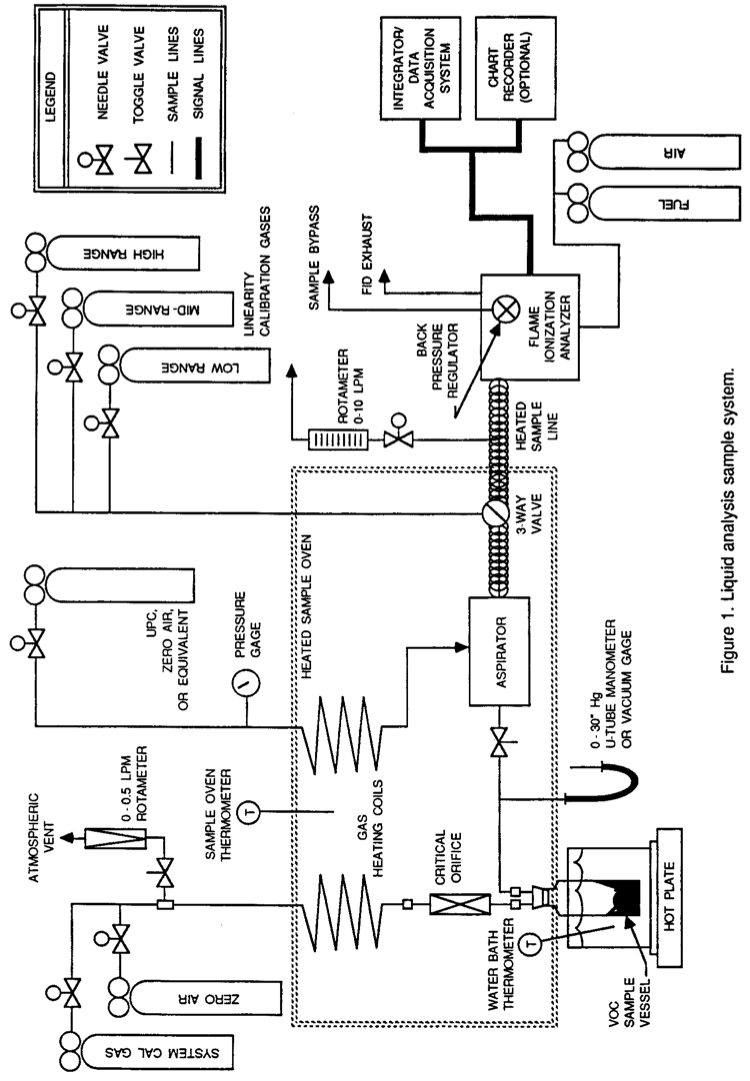 LEGEND
NEEDLE VALVE
TOGGLE VALVE
SAMPLE LINES
SIGNAL LINES
HIGH RANGE
MID-RANGE
LOW RANGE
LINEARITY
CALIBRATION GASES
UPC,
ZERO AIR,
OR EQUIVALENT
PRESSURE
GAGE
ATMOSPHERIC
VENT
0 - 0.5 LPM
ROTAMETER
SYSTEM CAL GAS
ZERO AIR
SAMPLE OVEN
THERMOMETER
T
GAS
HEATING COILS
HEATED SAMPLE OVEN
CRITICAL
ORIFICE
WATER BATH
THERMOMETER
T
VOC
SAMPLE
VESSEL
HOT PLATE
0 - 30" Hg
U-TUBE MANOMETER
OR VACUUM GAGE
ASPIRATOR
3-WAY
VALVE
HEATED
SAMPLE
LINE
ROTAMETER
0-10 LPM
BACK
PRESSURE
REGULATOR
SAMPLE BYPASS
FID EXHAUST
FLAME
IONIZATION
ANALYZER
INTEGRATOR/
DATA
ACQUISITION
SYSTEM
CHART
RECORDER
(OPTIONAL)
FUEL
AIR
Figure 1. Liquid analysis sample system.